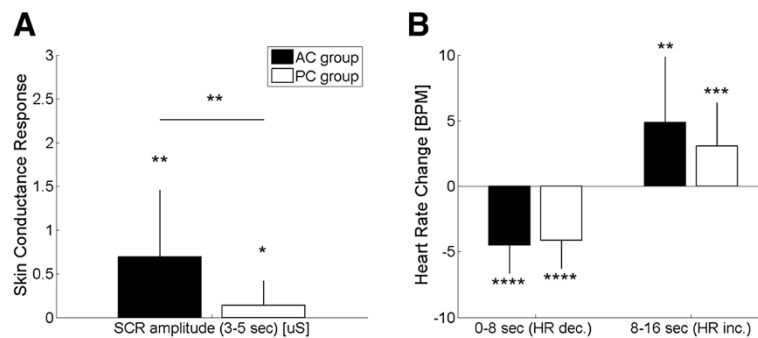 A
Skin Conductance Response
3
2.5
2
1.5
1
0.5
0
AC group
PC group
**
**
*
SCR amplitude (3-5 sec) [uS]
B
Heart Rate Change [BPM]
10
5
0
-5
-10
**
***
****
****
0-8 sec (HR dec.)
8-16 sec (HR inc.)